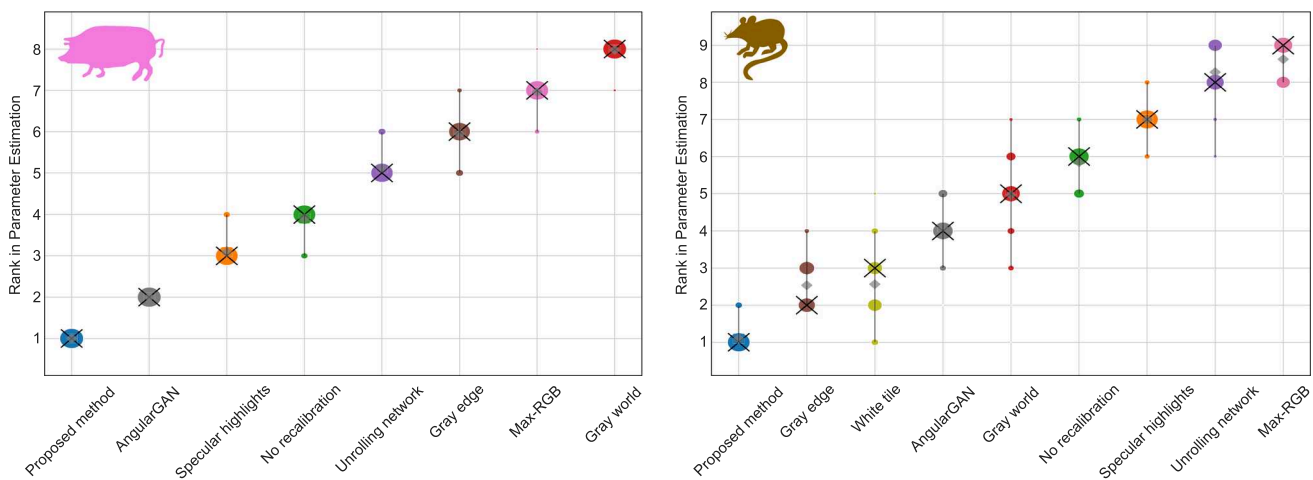 Rank in Parameter Estimation
8
7
6
5
4
3
2
1
Proposed method
AngularGAN
Specular highlights
No recalibration
Unrolling network
Gray edge
Max-RGB
Gray world
Rank in Parameter Estimation
9
8
7
6
5
4
3
2
1
Proposed method
Gray edge
White tile
AngularGAN
Gray world
No recalibration
Specular highlights
Unrolling network
Max-RGB